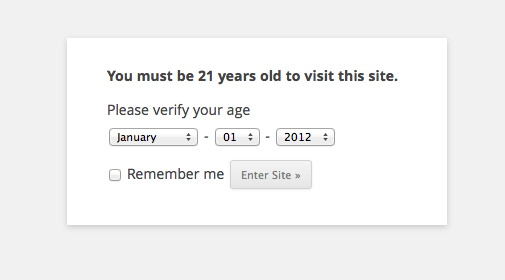 You must be 21 years old to visit this site.
Please verify your age
January - 01 - 2012
Remember me Enter Site »